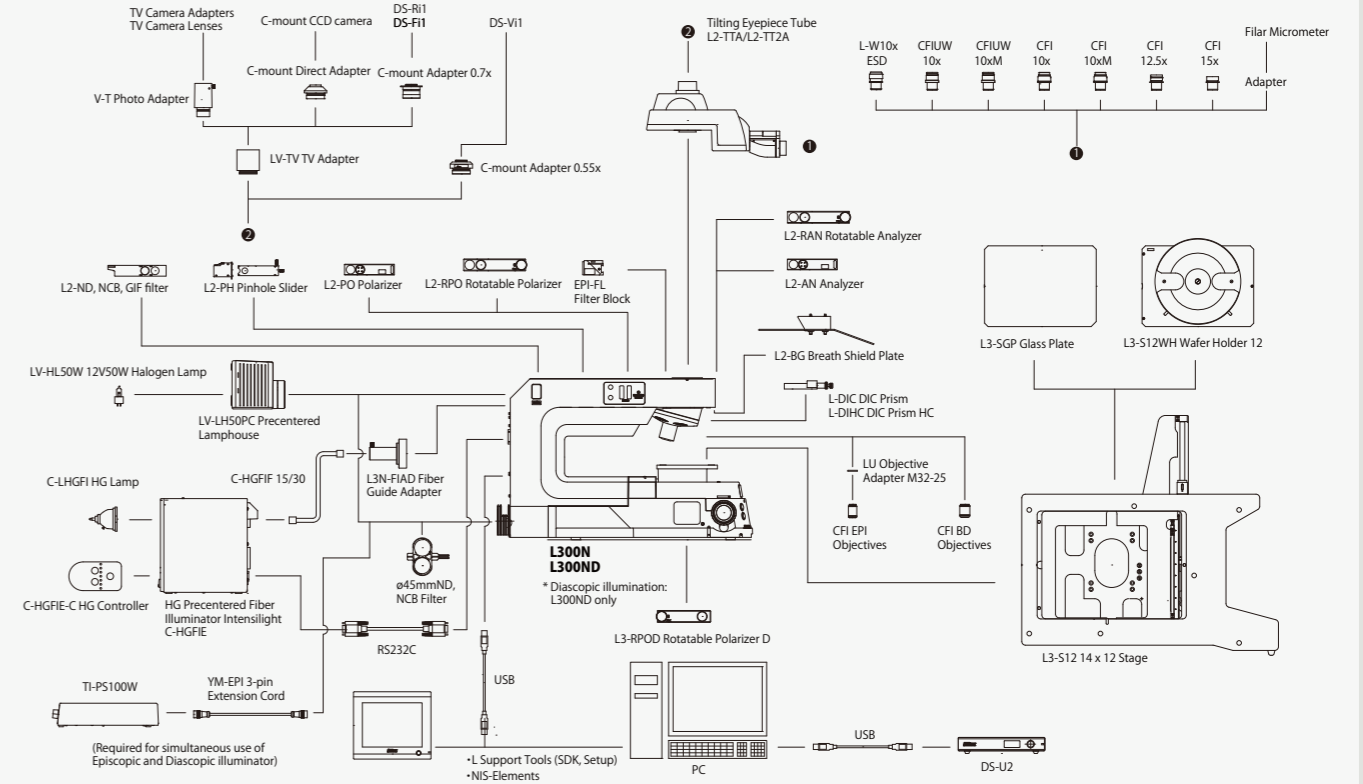 TV Camera Adapters
TV Camera Lenses
C-mount CCD camera
DS-Ri1
DS-Fi1
DS-Vi1
C-mount Direct Adapter
C-mount Adapter 0.7x
V-T Photo Adapter
LV-TV TV Adapter
C-mount Adapter 0.55x
2
2
Tilting Eyepiece Tube
L2-TTA/L2-TT2A
1
L-W10x
ESD
CFIUW
10x
CFIUW
10xM
CFI
10x
CFI
10xM
CFI
12.5x
CFI
15x
Filar Micrometer
Adapter
1
L2-ND, NCB, GIF filter
L2-PH Pinhole Slider
L2-PO Polarizer
L2-RPO Rotatable Polarizer
EPI-FL
Filter Block
L2-RAN Rotatable Analyzer
L2-AN Analyzer
L2-BG Breath Shield Plate
L-DIC DIC Prism
L-DIHC DIC Prism HC
L3-SGP Glass Plate
L3-S12WH Wafer Holder 12
LV-HL50W 12V50W Halogen Lamp
LV-LH50PC Precentered
Lamphouse
C-LHGFI HG Lamp
C-HGFIF 15/30
L3N-FIAD Fiber
Guide Adapter
LU Objective
Adapter M32-25
CFI EPI
Objectives
CFI BD
Objectives
L300N
L300ND
* Diascopic illumination:
L300ND only
ø45mmND,
NCB Filter
C-HGFIE-C HG Controller
HG Precentered Fiber
Illuminator Intensilight
C-HGFIE
RS232C
L3-RPOD Rotatable Polarizer D
L3-S12 14 x 12 Stage
TI-PS100W
YM-EPI 3-pin
Extension Cord
USB
(Required for simultaneous use of
Episcopic and Diascopic illuminator)
•L Support Tools (SDK, Setup)
•NIS-Elements
PC
USB
DS-U2